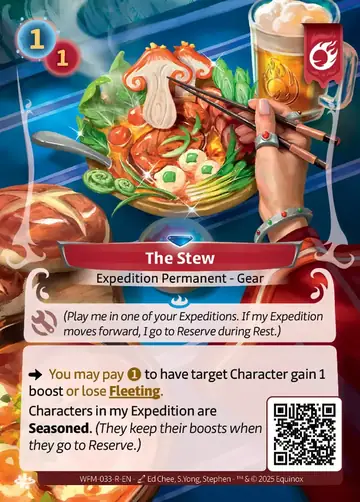 1
1
The Stew
Expedition Permanent - Gear
(Play me in one of your Expeditions. If my Expedition
moves forward, I go to Reserve during Rest.)
You may pay 1 to have target Character gain 1
boost or lose Fleeting.
Characters in my Expedition are
Seasoned. (They keep their boosts when
they go to Reserve.)
WFM-033-R-EN - Ed Chee, S.Yong, Stephen - ™ & © 2025 Equinox